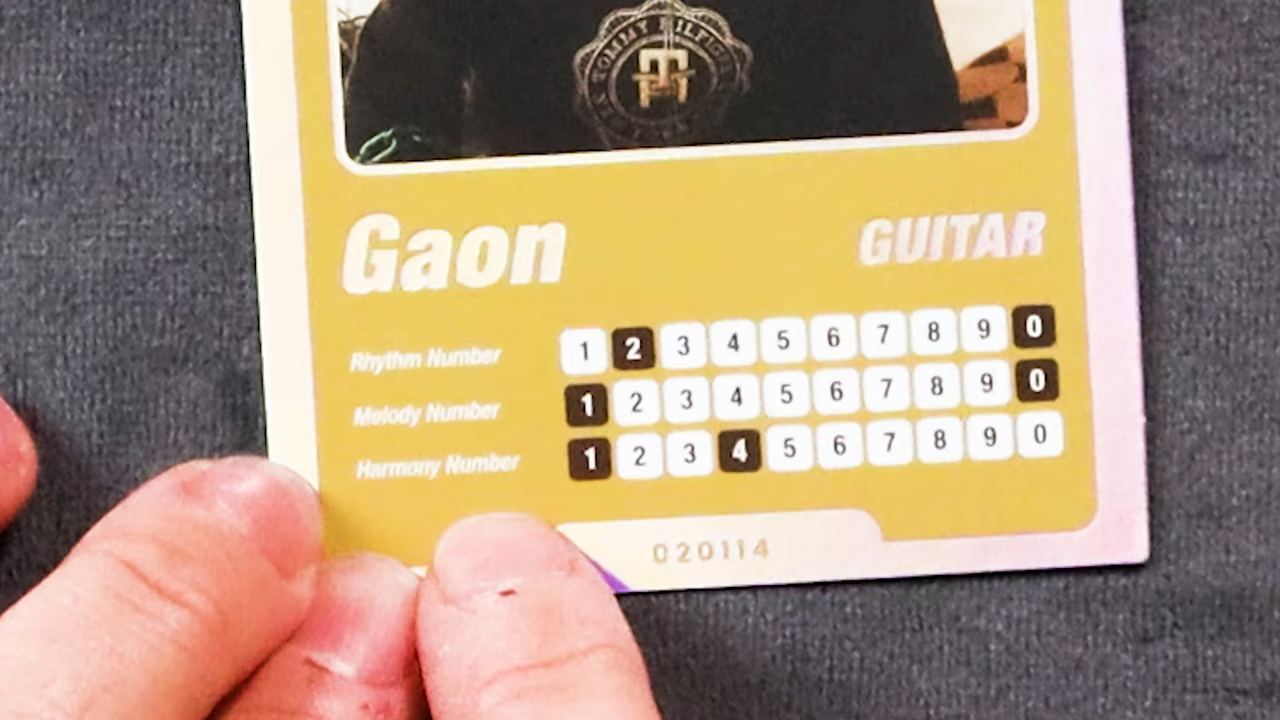 TOMMY HILFIGER
Gaon
GUITAR
Rhythm Number 1 2 3 4 5 6 7 8 9 0
Melody Number 1 2 3 4 5 6 7 8 9 0
Harmony Number 1 2 3 4 5 6 7 8 9 0
020114